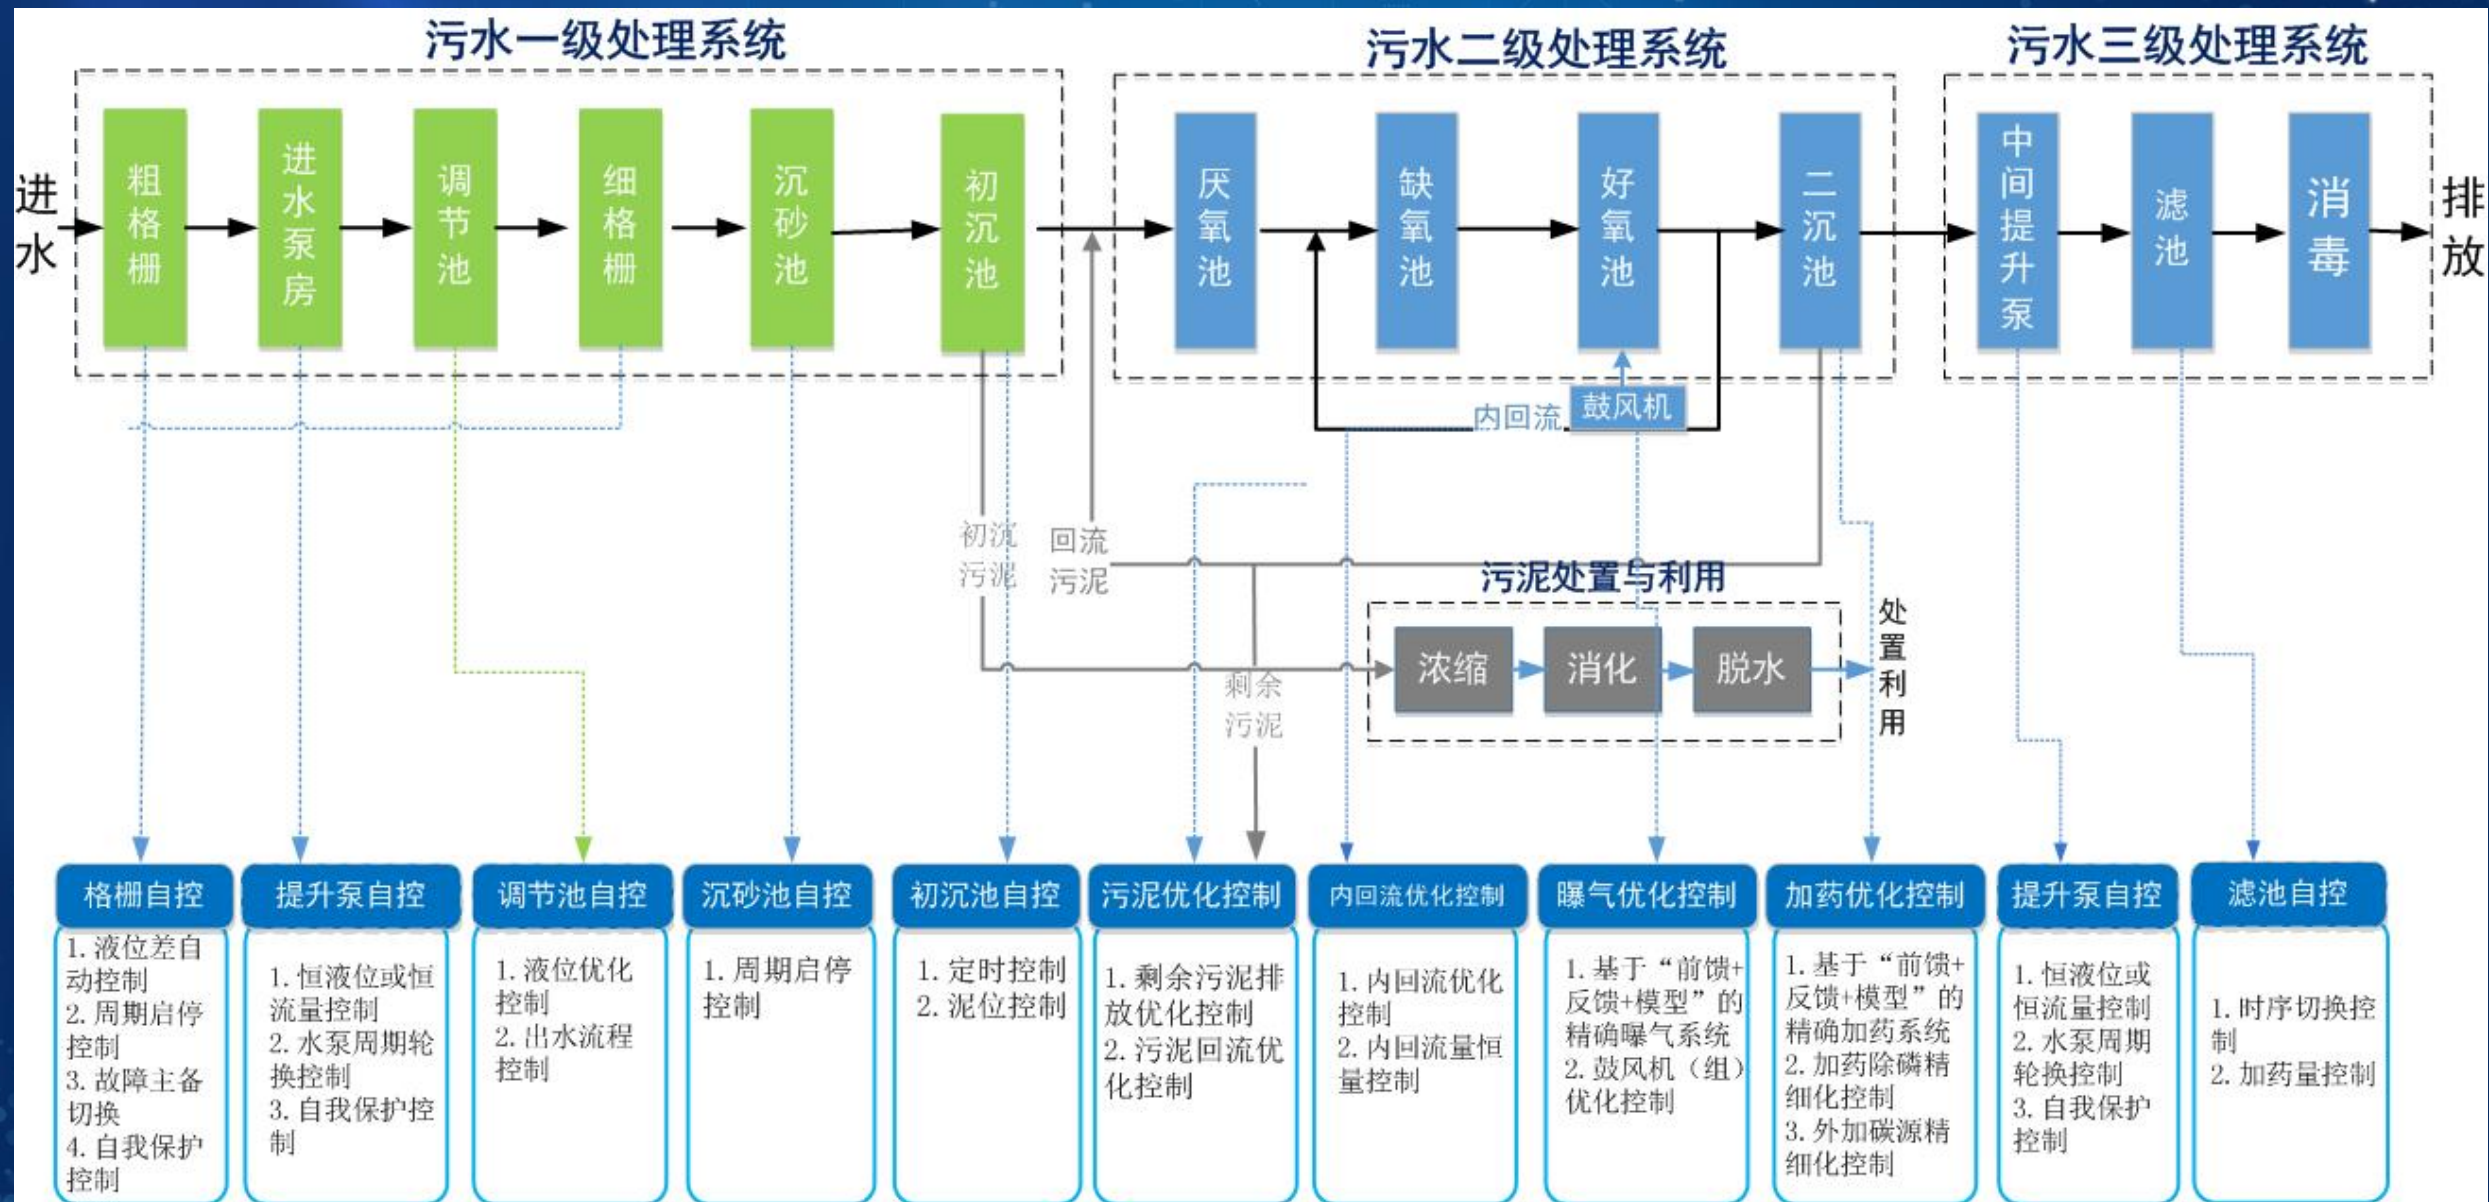 污水一级处理系统
污水二级处理系统
污水三级处理系统
进水
粗格栅
进水泵房
调节池
细格栅
沉砂池
初沉池
厌氧池
缺氧池
好氧池
二沉池
中间提升泵
滤池
消毒
排放
内回流
鼓风机
初沉
污泥
回流
污泥
污泥处置与利用
浓缩
消化
脱水
处置利用
剩余
污泥
格栅自控
1. 液位差自
动控制
2. 周期启停
控制
3. 故障主备
切换
4. 自我保护
控制
提升泵自控
1. 恒液位或恒
流量控制
2. 水泵周期轮
换控制
3. 自我保护控
制
调节池自控
1. 液位优化
控制
2. 出水流程
控制
沉砂池自控
1. 周期启停
控制
初沉池自控
1. 定时控制
2. 泥位控制
污泥优化控制
1. 剩余污泥排
放优化控制
2. 污泥回流优
化控制
内回流优化控制
1. 内回流优化
控制
2. 内回流量恒
量控制
曝气优化控制
1. 基于“前馈+
反馈+模型”的
精确曝气系统
2. 鼓风机（组）
优化控制
加药优化控制
1. 基于“前馈+
反馈+模型”的
精确加药系统
2. 加药除磷精
细化控制
3. 外加碳源精
细化控制
提升泵自控
1. 恒液位或
恒流量控制
2. 水泵周期
轮换控制
3. 自我保护
控制
滤池自控
1. 时序切换控
制
2. 加药量控制